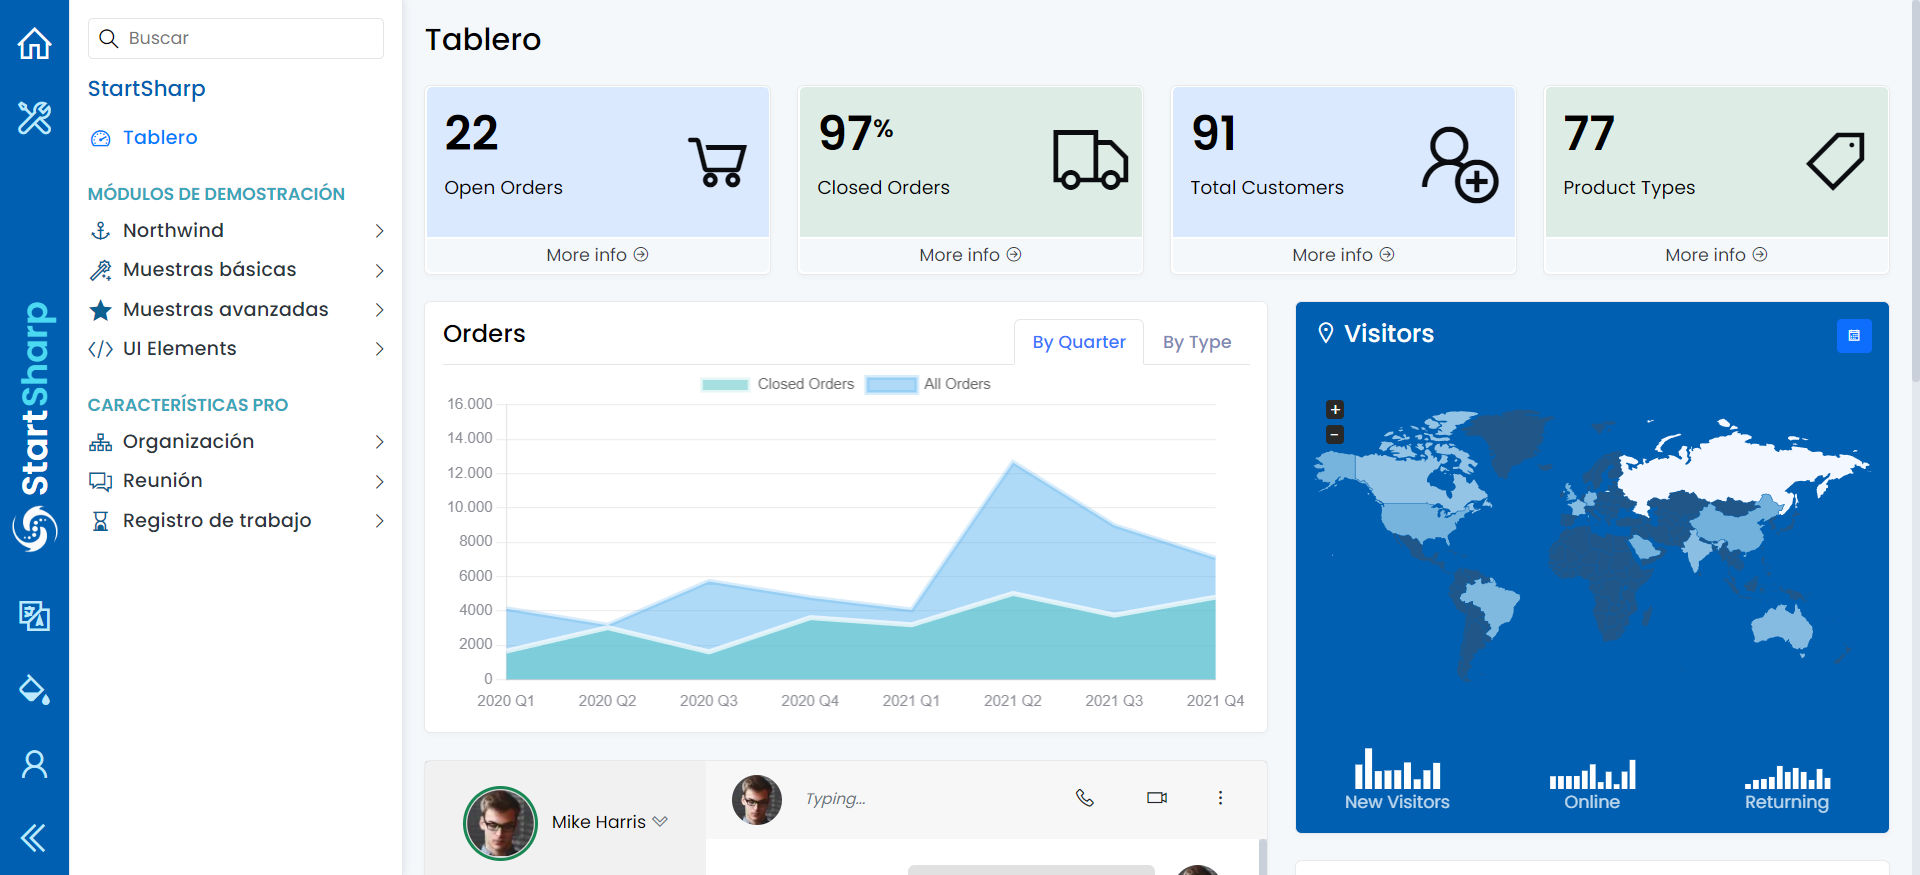 Buscar
StartSharp
Tablero
MÓDULOS DE DEMOSTRACIÓN
Northwind
Muestras básicas
Muestras avanzadas
UI Elements
CARACTERÍSTICAS PRO
Organización
Reunión
Registro de trabajo
StartSharp
Tablero
22
Open Orders
More info
97%
Closed Orders
More info
91
Total Customers
More info
77
Product Types
More info
Orders
By Quarter
By Type
Closed Orders
All Orders
16.000
14.000
12.000
10.000
8000
6000
4000
2000
0
2020 Q1
2020 Q2
2020 Q3
2020 Q4
2021 Q1
2021 Q2
2021 Q3
2021 Q4
Visitors
+
−
New Visitors
Online
Returning
Mike Harris
Typing...